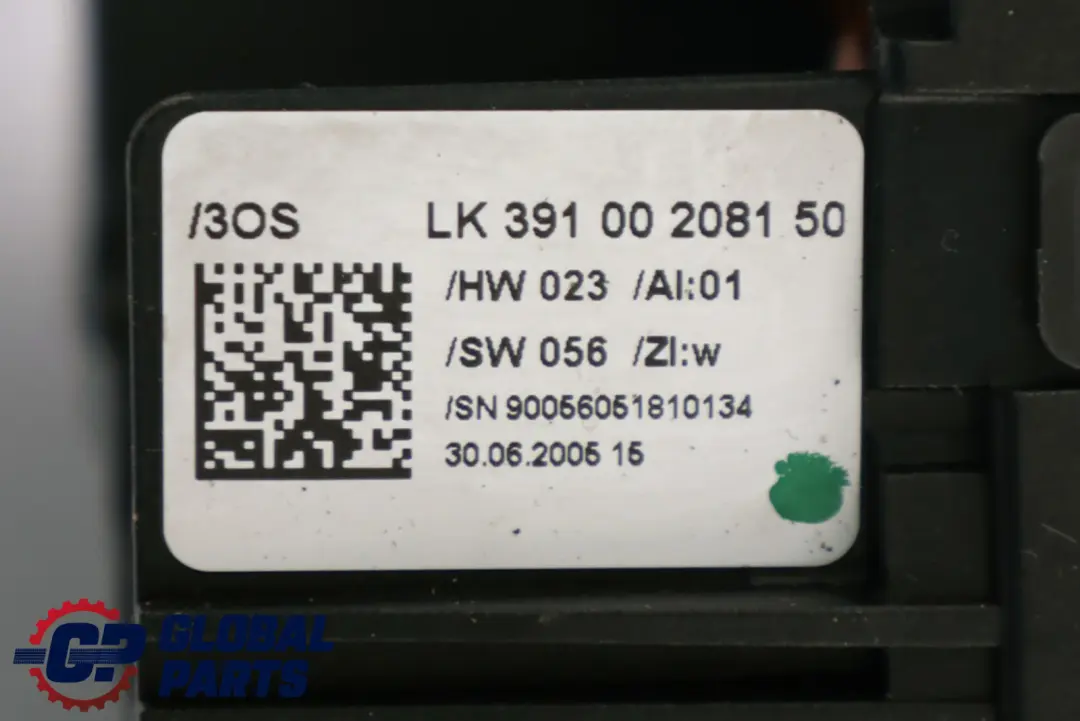 /3OS LK 391 00 2081 50
/HW 023 /AI:01
/SW 056 /ZI:w
/SN 90056051810134
30.06.2005 15
GP GLOBAL
PARTS